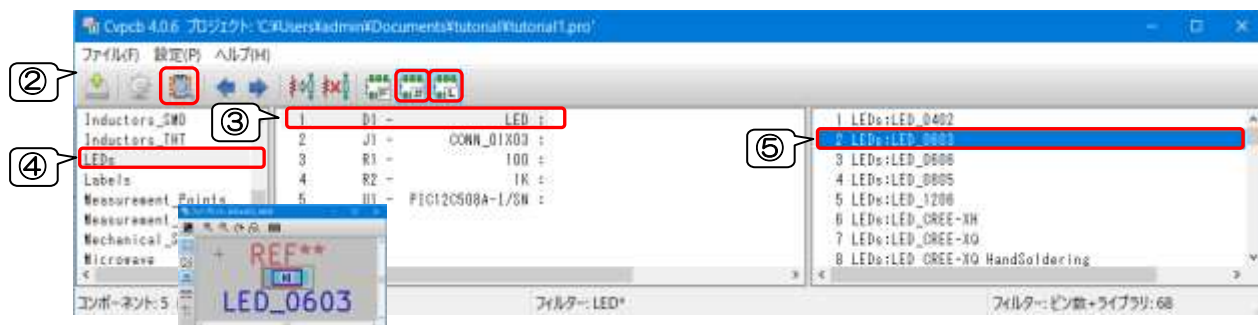 Cvpcb 4.0.6 プロジェクト: 'C:¥Users¥admin¥Documents¥tutorial¥tutorial1.pro'
ファイル(F) 設定(P) ヘルプ(H)
②
③
④
⑤
Inductors_SMD
Inductors_THT
LEDs
Labels
Measurement_Points
Measurement_
Mechanical_S
Microwave
1 D1 - LED :
2 J1 - CONN_01X03 :
3 R1 - 100 :
4 R2 - 1K :
5 U1 - PIC12C508A-I/SN :
1 LEDs:LED_0402
2 LEDs:LED_0603
3 LEDs:LED_0606
4 LEDs:LED_0805
5 LEDs:LED_1206
6 LEDs:LED_CREE-XH
7 LEDs:LED_CREE-XQ
8 LEDs:LED_CREE-XQ_HandSoldering
REF**
LED_0603
コンポーネント: 5
フィルター: LED*
フィルター: ピン数+ライブラリ: 68